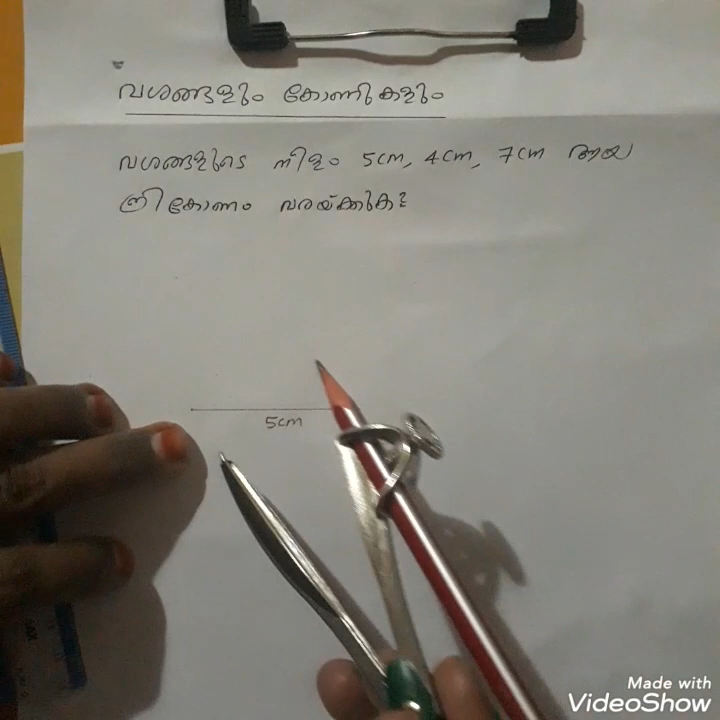 വശങ്ങളും കോണുകളും
വശങ്ങളുടെ നീളം 5cm, 4cm, 7cm ആയ
ത്രികോണം വരയ്ക്കുക?
5cm
Made with
VideoShow